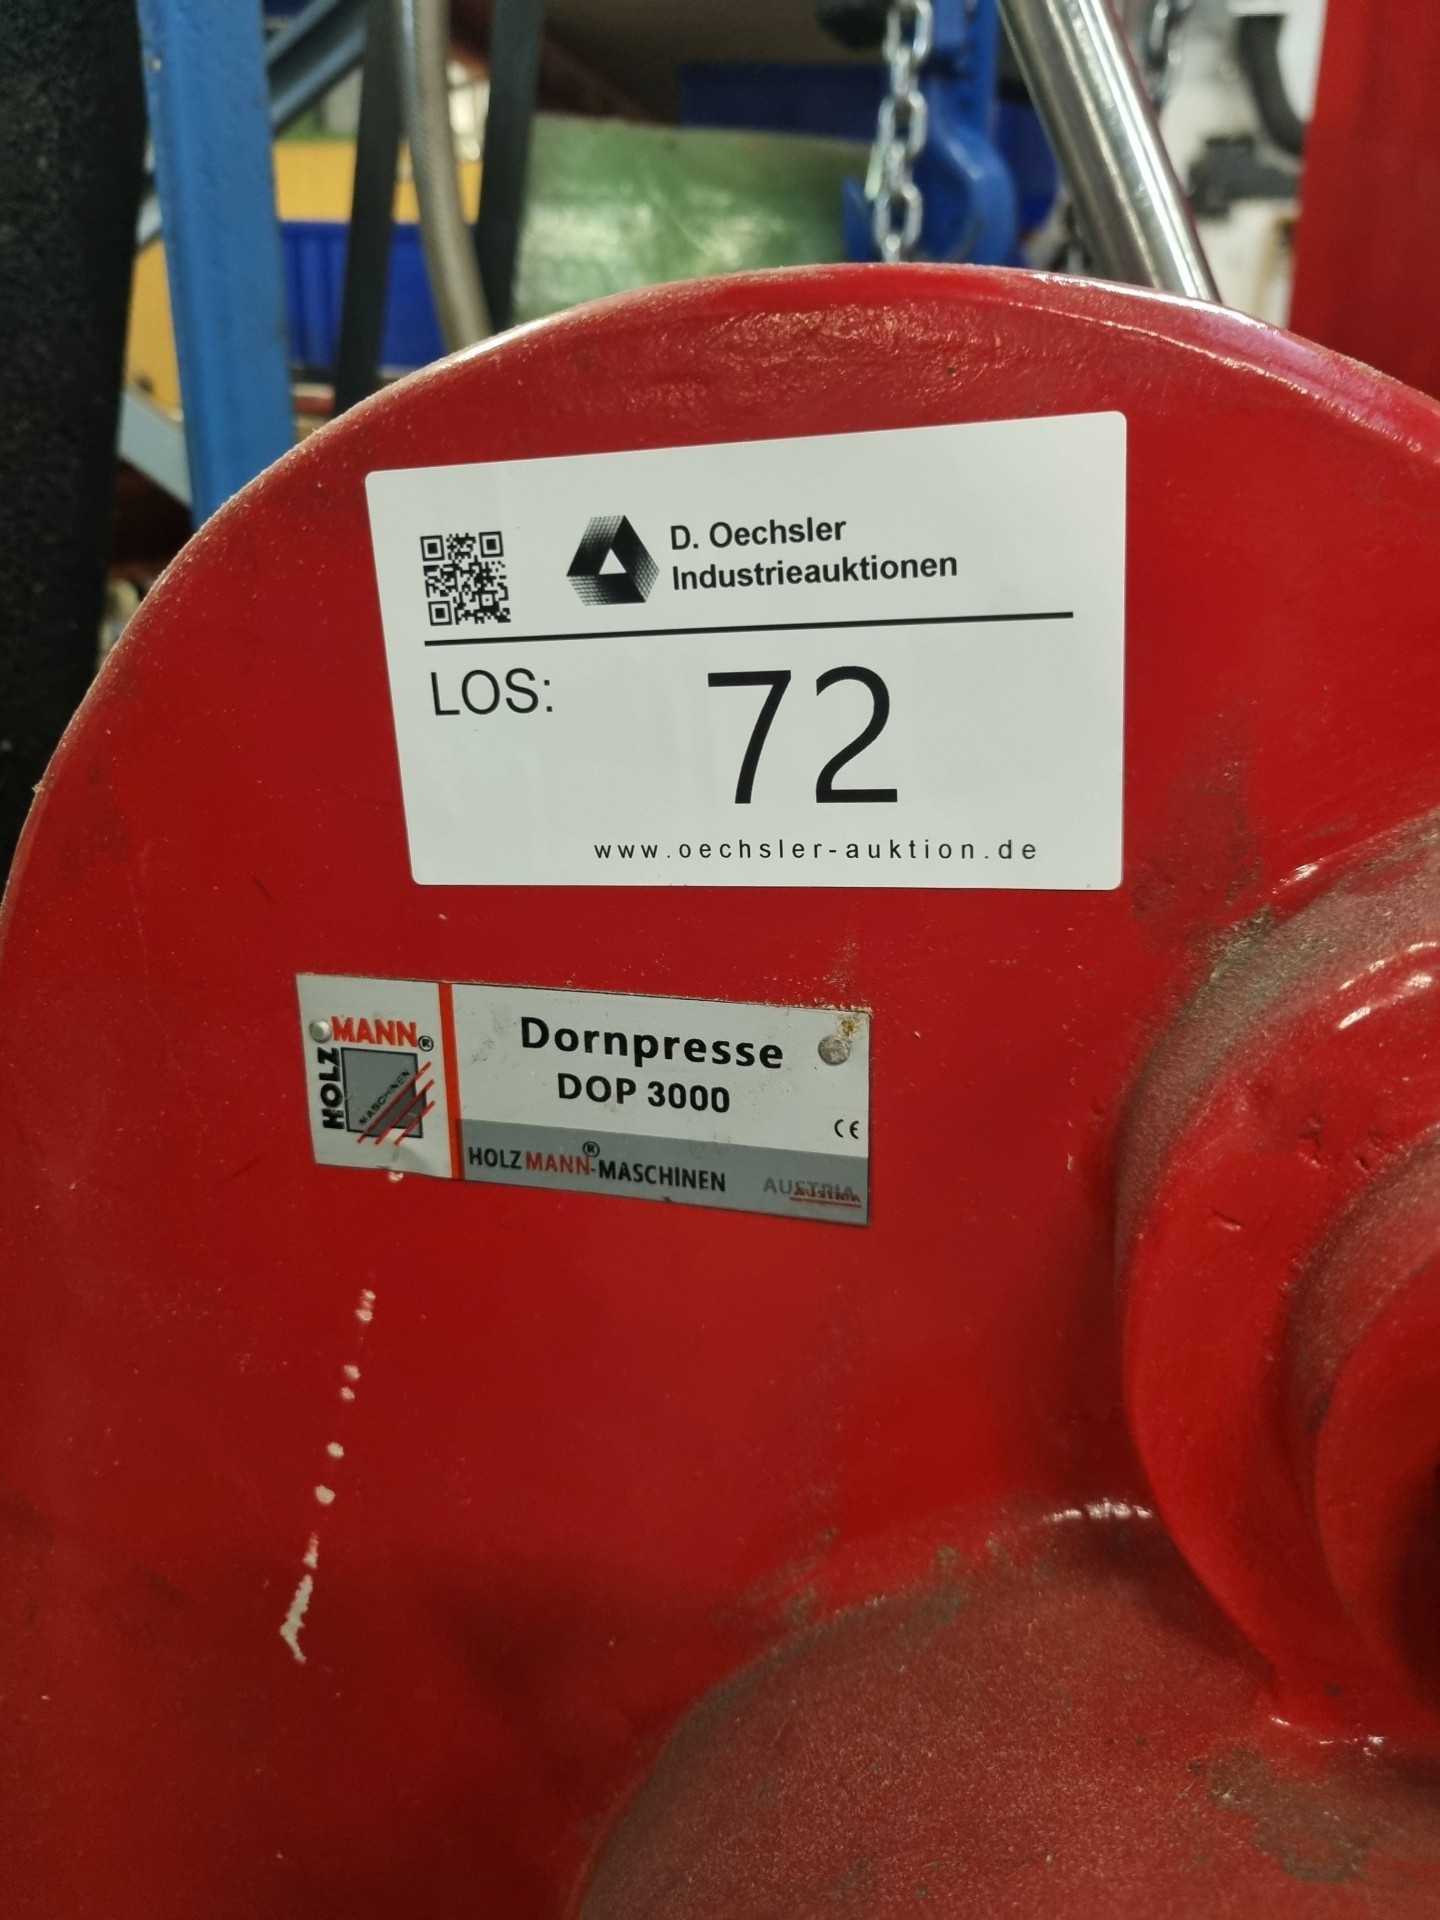 D. Oechsler
Industrieauktionen
LOS: 72
www.oechsler-auktion.de
HOLZMANN®
MASCHINEN
Dornpresse
DOP 3000
CE
HOLZMANN®-MASCHINEN
AUSTRIA